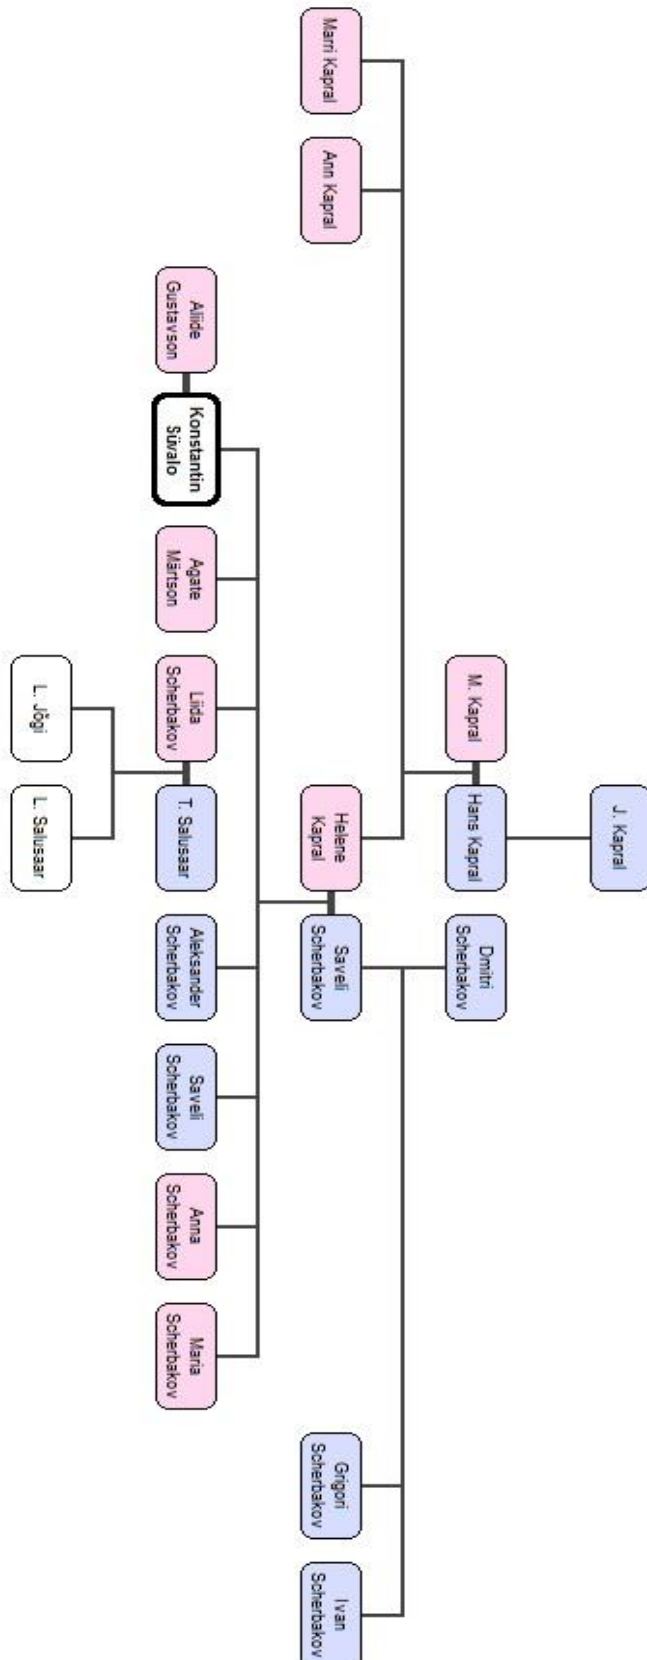 J. Kapral
M. Kapral
Hans Kapral
Dmitri
Scherbakov
Marri Kapral
Ann Kapral
Helene
Kapral
Saveli
Scherbakov
Grigori
Scherbakov
Ivan
Scherbakov
Aliide
Gustavson
Konstantin
Süvalo
Agate
Märtson
Liida
Scherbakov
T. Salusaar
Aleksander
Scherbakov
Saveli
Scherbakov
Anna
Scherbakov
Maria
Scherbakov
L. Jõgi
L. Salusaar